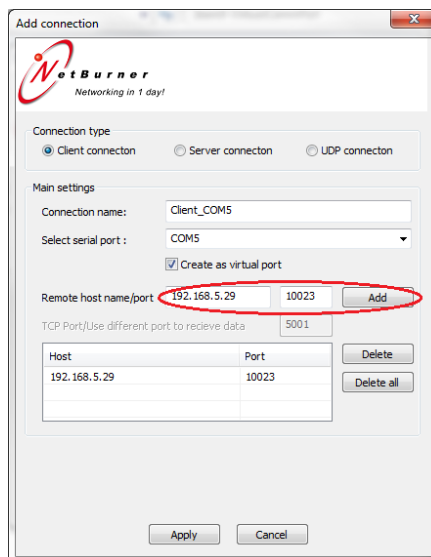 Add connection
NetBurner
Networking in 1 day!
Connection type
Client connecton
Server connecton
UDP connecton
Main settings
Connection name:
Client_COM5
Select serial port :
COM5
Create as virtual port
Remote host name/port
192.168.5.29
10023
Add
TCP Port/Use different port to recieve data
5001
Host
Port
Delete
192.168.5.29
10023
Delete all
Apply
Cancel